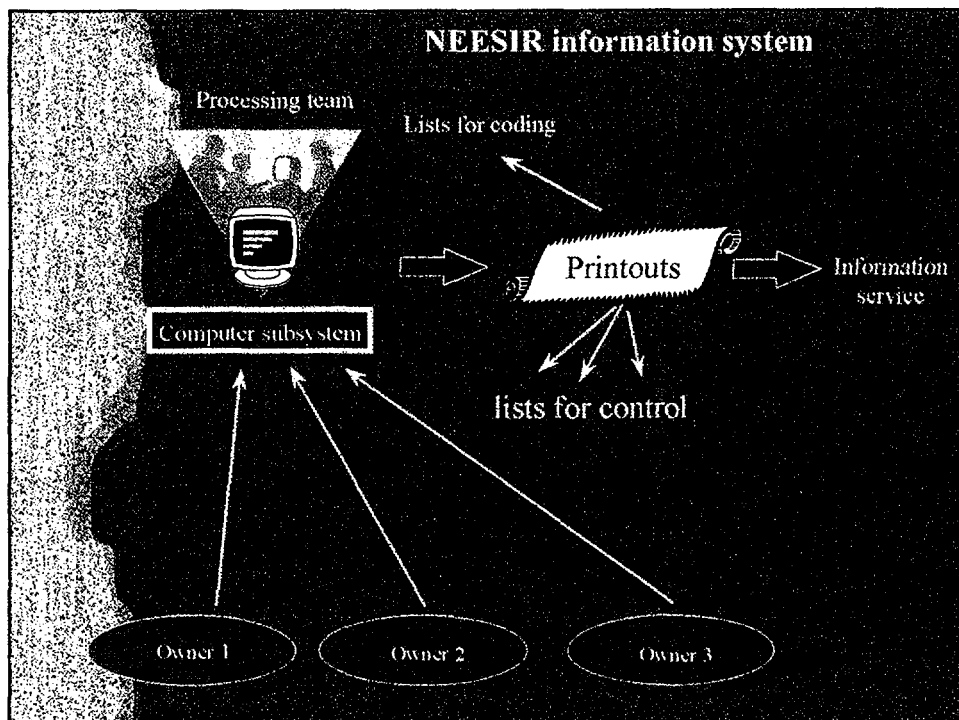 NEESIR information system
Processing team
Lists for coding
Printouts
Information
service
Computer subsystem
lists for control
Owner 1
Owner 2
Owner 3